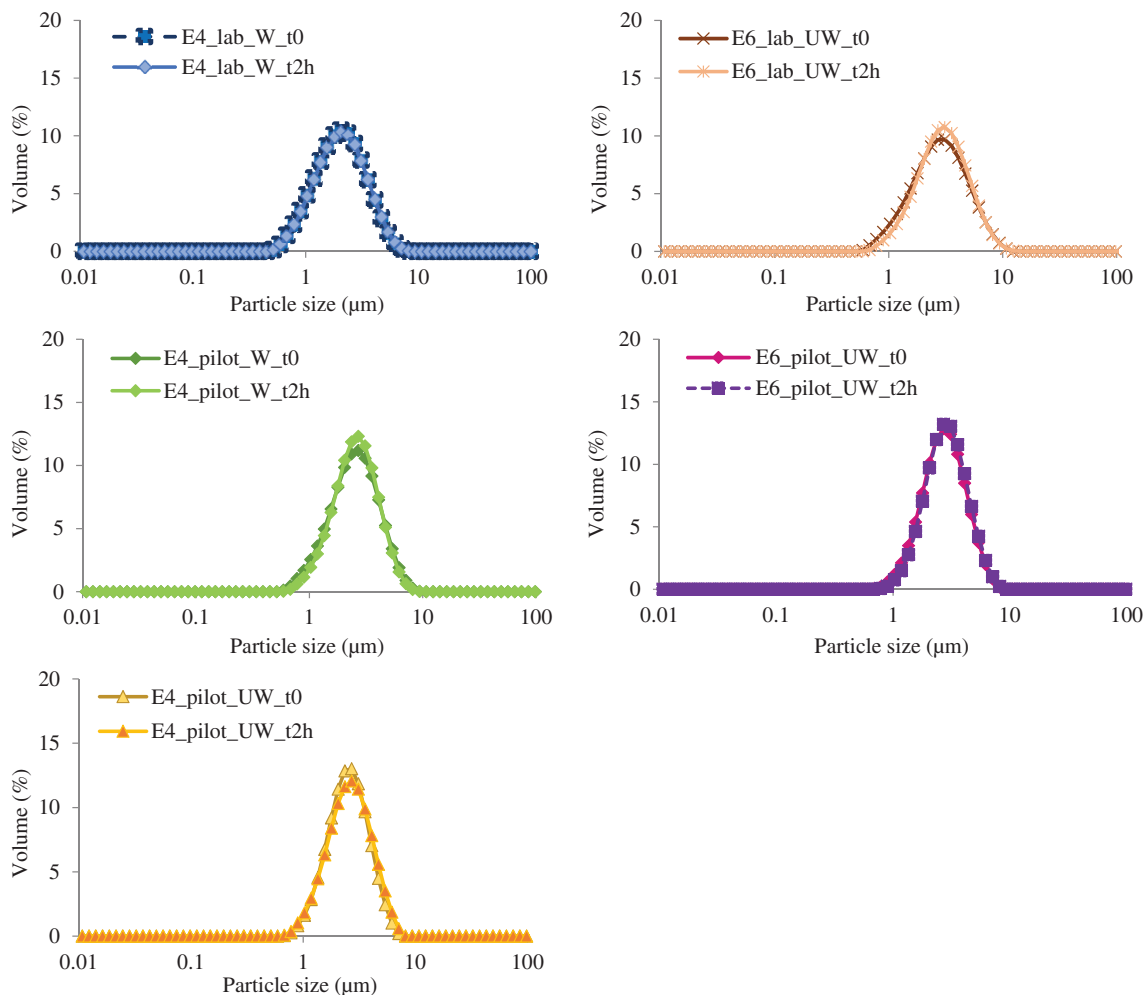 E4_lab_W_t0
E4_lab_W_t2h
20
15
10
5
0
Volume (%)
0.01 0.1 1 10 100
Particle size (µm)
E6_lab_UW_t0
E6_lab_UW_t2h
20
15
10
5
0
Volume (%)
0.01 0.1 1 10 100
Particle size (µm)
E4_pilot_W_t0
E4_pilot_W_t2h
20
15
10
5
0
Volume (%)
0.01 0.1 1 10 100
Particle size (µm)
E6_pilot_UW_t0
E6_pilot_UW_t2h
20
15
10
5
0
Volume (%)
0.01 0.1 1 10 100
Particle size (µm)
E4_pilot_UW_t0
E4_pilot_UW_t2h
20
15
10
5
0
Volume (%)
0.01 0.1 1 10 100
Particle size (µm)